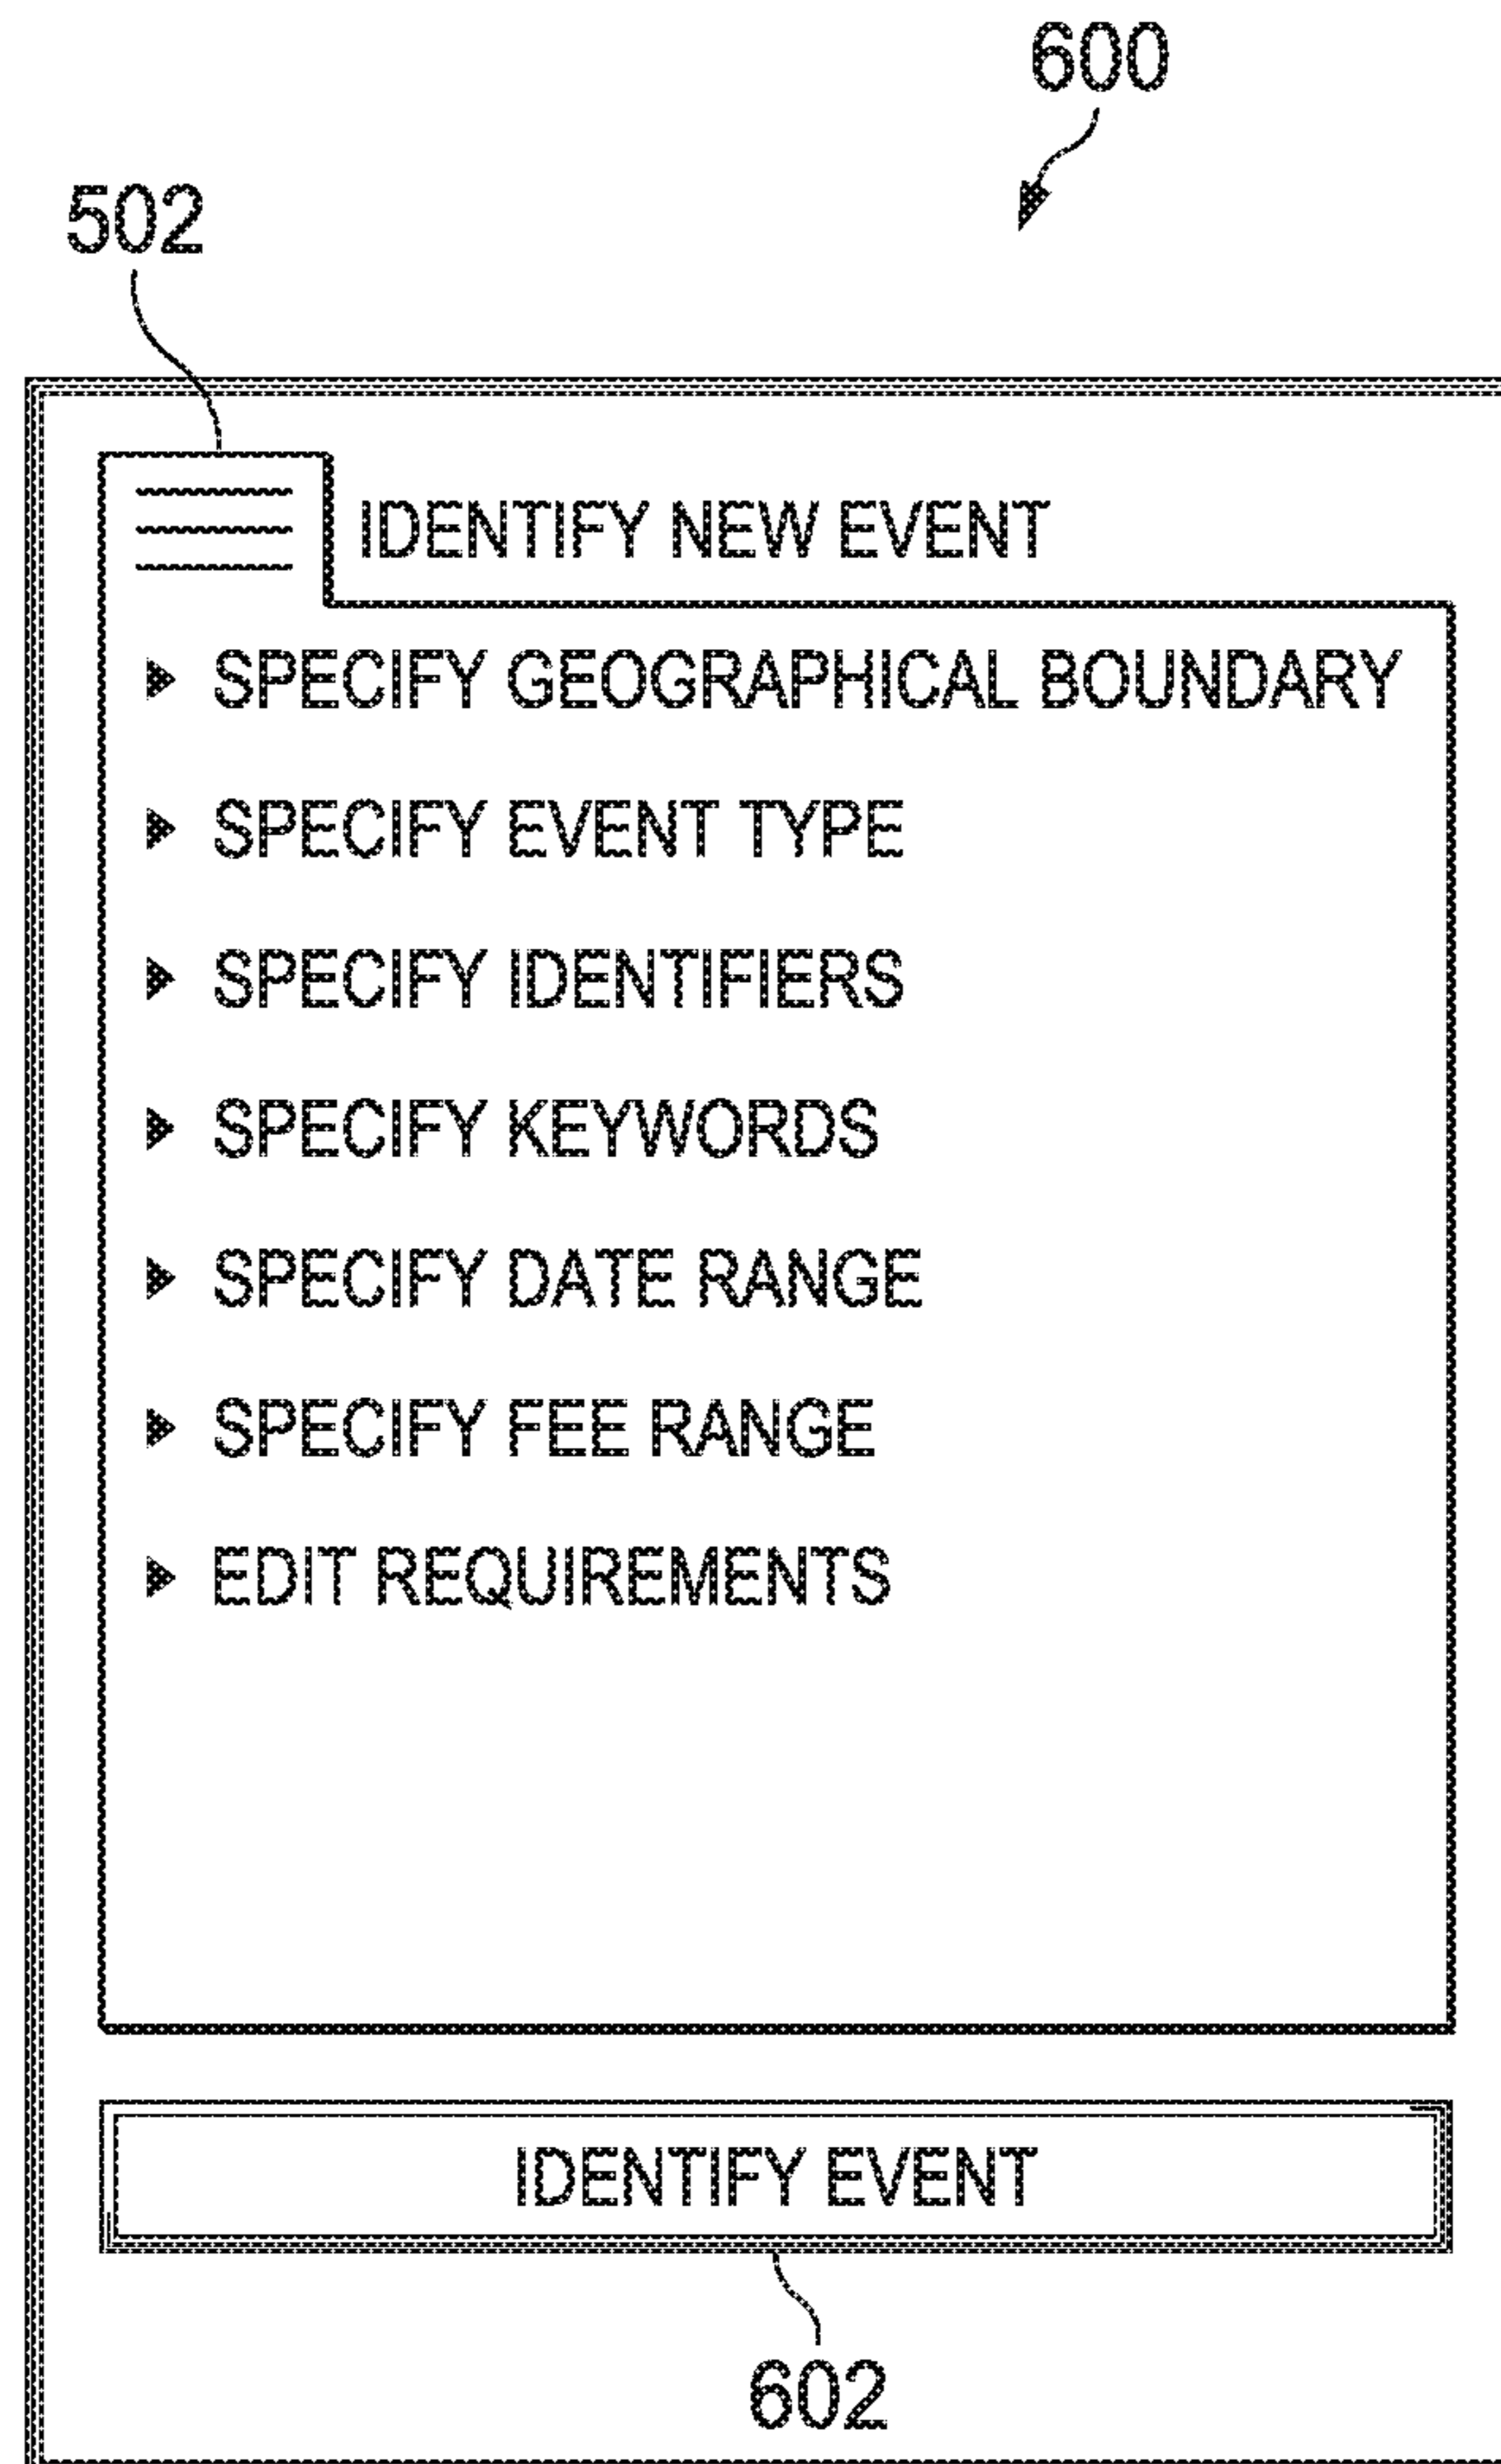 600
502
IDENTIFY NEW EVENT
SPECIFY GEOGRAPHICAL BOUNDARY
SPECIFY EVENT TYPE
SPECIFY IDENTIFIERS
SPECIFY KEYWORDS
SPECIFY DATE RANGE
SPECIFY FEE RANGE
EDIT REQUIREMENTS
IDENTIFY EVENT
602